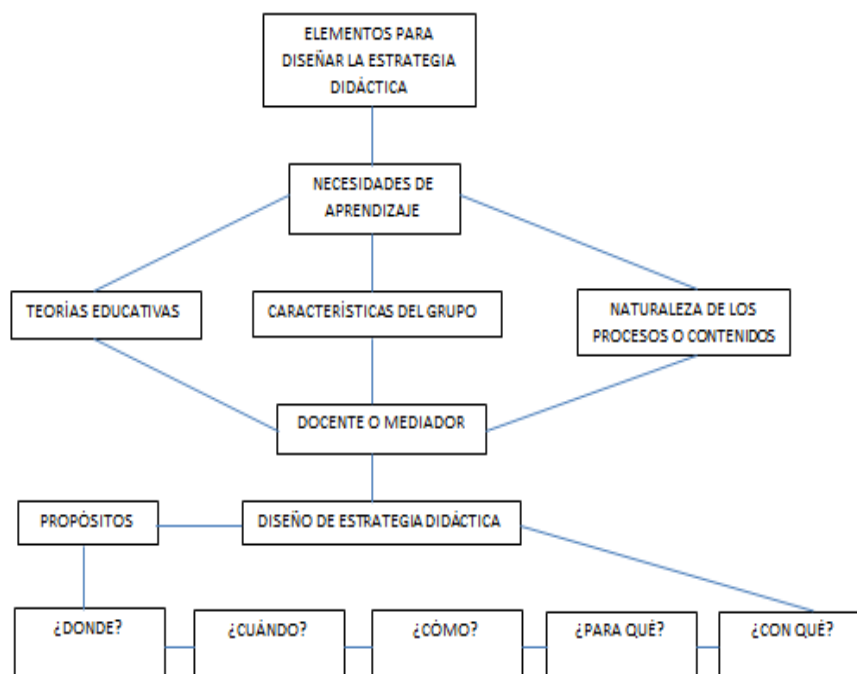 ELEMENTOS PARA
DISEÑAR LA ESTRATEGIA
DIDÁCTICA
NECESIDADES DE
APRENDIZAJE
TEORÍAS EDUCATIVAS
CARACTERÍSTICAS DEL GRUPO
NATURALEZA DE LOS
PROCESOS O CONTENIDOS
DOCENTE O MEDIADOR
PROPÓSITOS
DISEÑO DE ESTRATEGIA DIDÁCTICA
¿DONDE?
¿CUÁNDO?
¿CÓMO?
¿PARA QUÉ?
¿CON QUÉ?